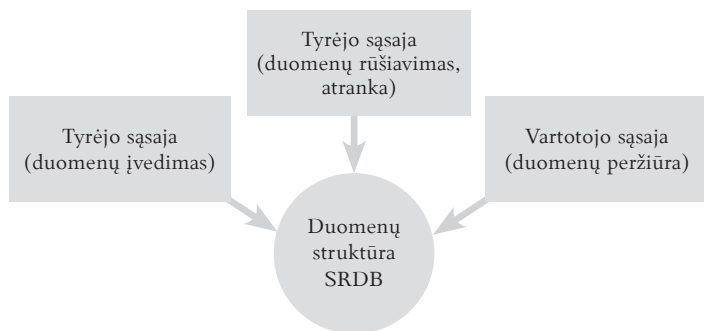 Tyrėjo sąsaja
(duomenų rūšiavimas,
atranka)
Tyrėjo sąsaja
(duomenų įvedimas)
Vartotojo sąsaja
(duomenų peržiūra)
Duomenų
struktūra
SRDB